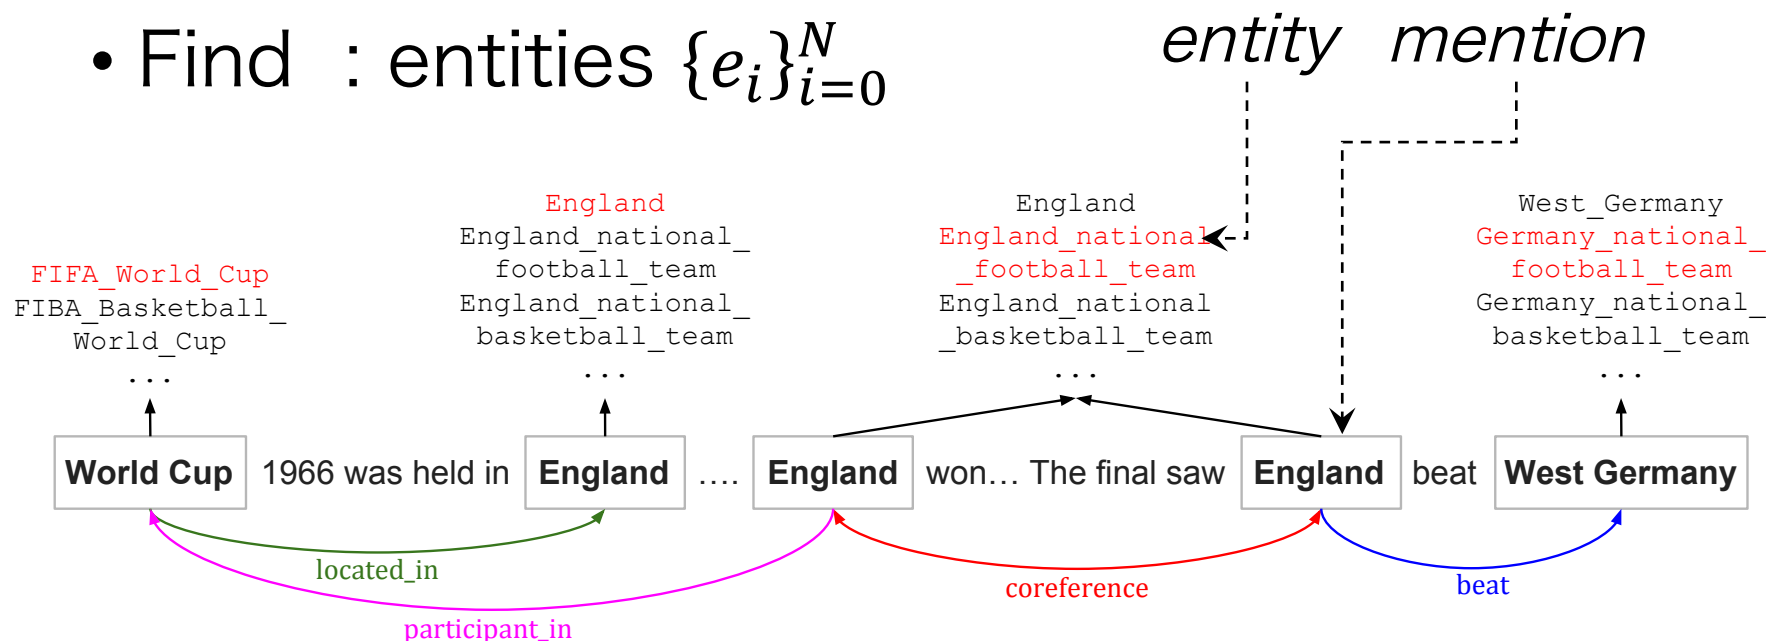 • Find : entities {e_i}_{i=0}^N
entity mention
FIFA_World_Cup
FIBA_Basketball_
World_Cup
...
England
England_national_
football_team
England_national_
basketball_team
...
England
England_national
_football_team
England_national
_basketball_team
...
West_Germany
Germany_national_
football_team
Germany_national_
basketball_team
...
World Cup 1966 was held in England .... England won... The final saw England beat West Germany
located_in
participant_in
coreference
beat